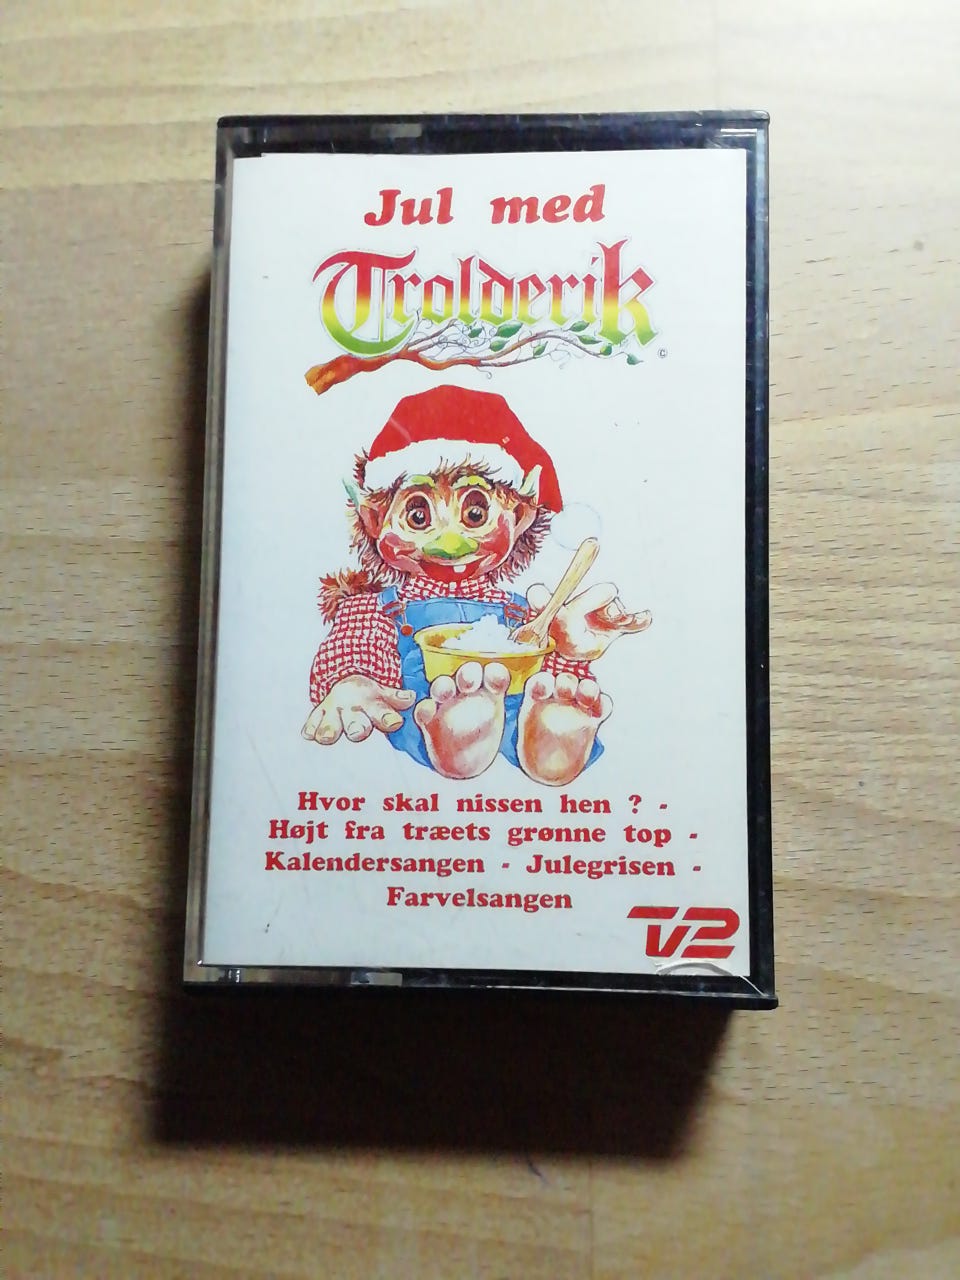 Jul med
Trolderik
©
Hvor skal nissen hen ? -
Højt fra træets grønne top -
Kalendersangen - Julegrisen -
Farvelsangen
TV2